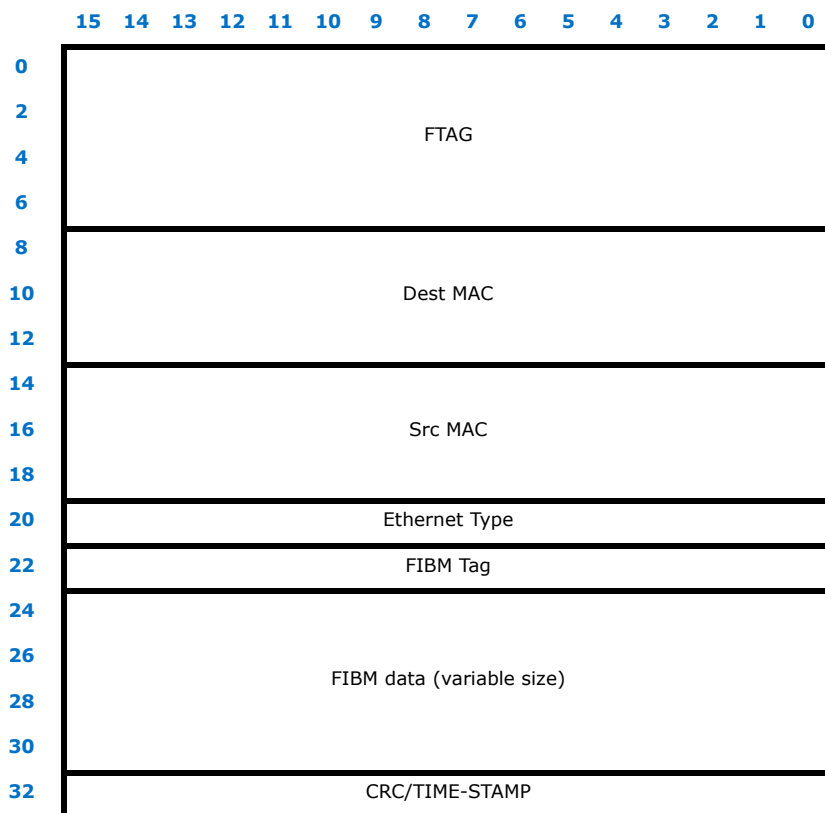 15 14 13 12 11 10 9 8 7 6 5 4 3 2 1 0
0
2
FTAG
4
6
8
10 Dest MAC
12
14
16 Src MAC
18
20 Ethernet Type
22 FIBM Tag
24
26
FIBM data (variable size)
28
30
32 CRC/TIME-STAMP